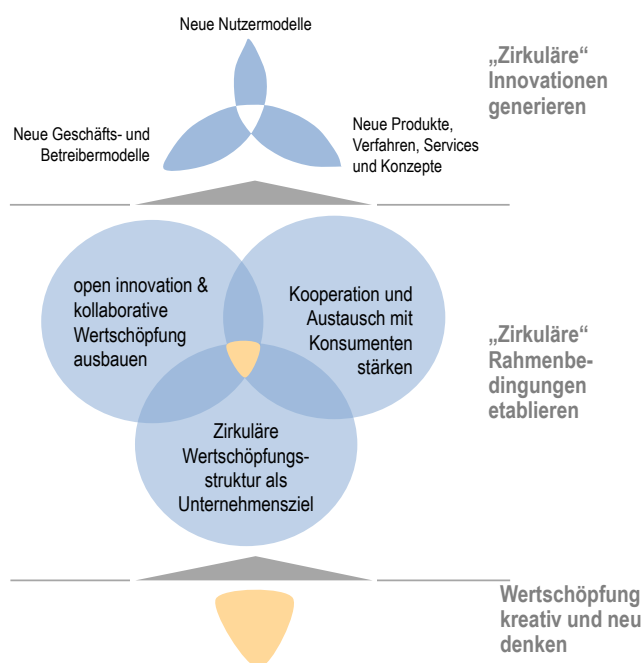 Neue Nutzermodelle
„Zirkuläre“
Innovationen
generieren
Neue Geschäfts- und
Betreibermodelle
Neue Produkte,
Verfahren, Services
und Konzepte
open innovation &
kollaborative
Wertschöpfung
ausbauen
Kooperation und
Austausch mit
Konsumenten
stärken
„Zirkuläre“
Rahmenbe-
dingungen
etablieren
Zirkuläre
Wertschöpfungs-
struktur als
Unternehmensziel
Wertschöpfung
kreativ und neu
denken